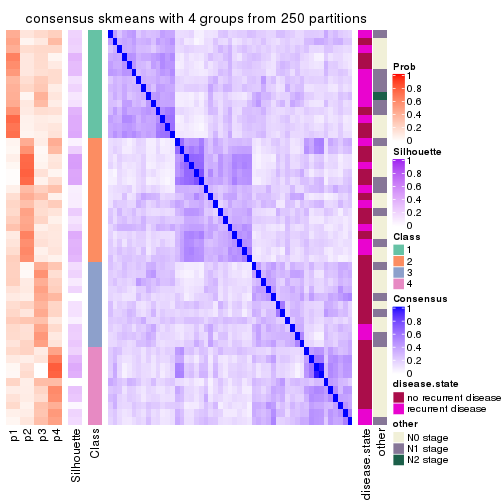 consensus skmeans with 4 groups from 250 partitions
p1
p2
p3
p4
Silhouette
Class
disease.state
other
Prob
1
0.8
0.6
0.4
0.2
0
Silhouette
1
0.8
0.6
0.4
0.2
0
Class
1
2
3
4
Consensus
1
0.8
0.6
0.4
0.2
0
disease.state
no recurrent disease
recurrent disease
other
N0 stage
N1 stage
N2 stage